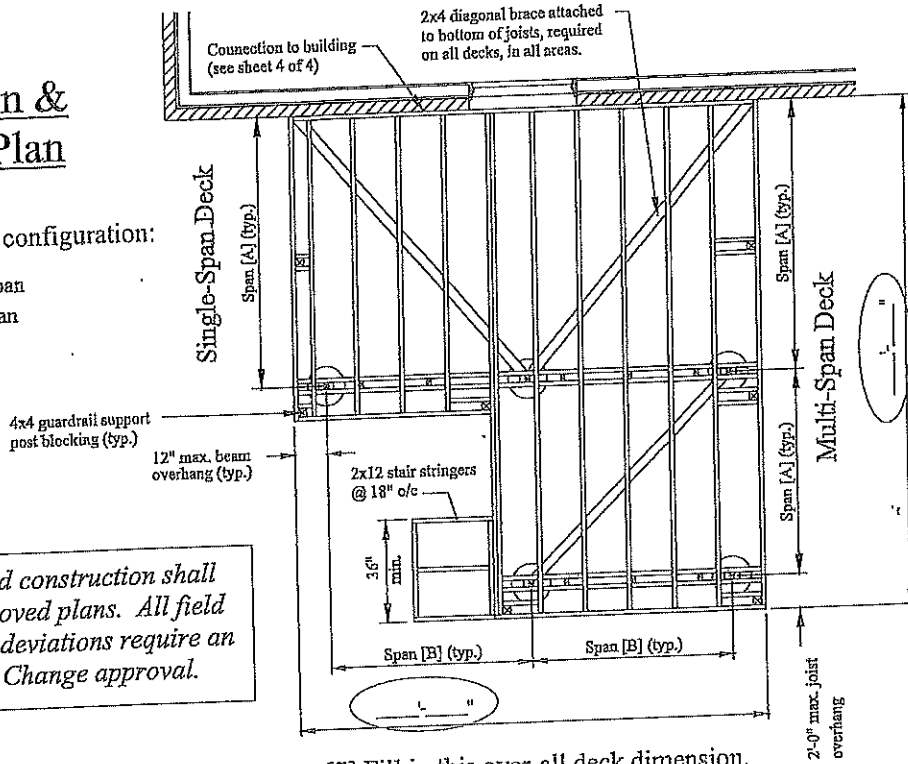 n &
Plan
configuration:
pan
an
Connection to building
(see sheet 4 of 4)
2x4 diagonal brace attached
to bottom of joists, required
on all decks, in all areas.
Single-Span Deck
Span [A] (typ.)
Span [A] (typ.)
Multi-Span Deck
'-    "
Span [A] (typ.)
4x4 guardrail support
post blocking (typ.)
12" max. beam
overhang (typ.)
2x12 stair stringers
@ 18" o/c
36"
min.
d construction shall
oved plans. All field
deviations require an
Change approval.
Span [B] (typ.)
Span [B] (typ.)
'-    "
2'-0" max. joist
overhang
Fill in this over-all deck dimension.